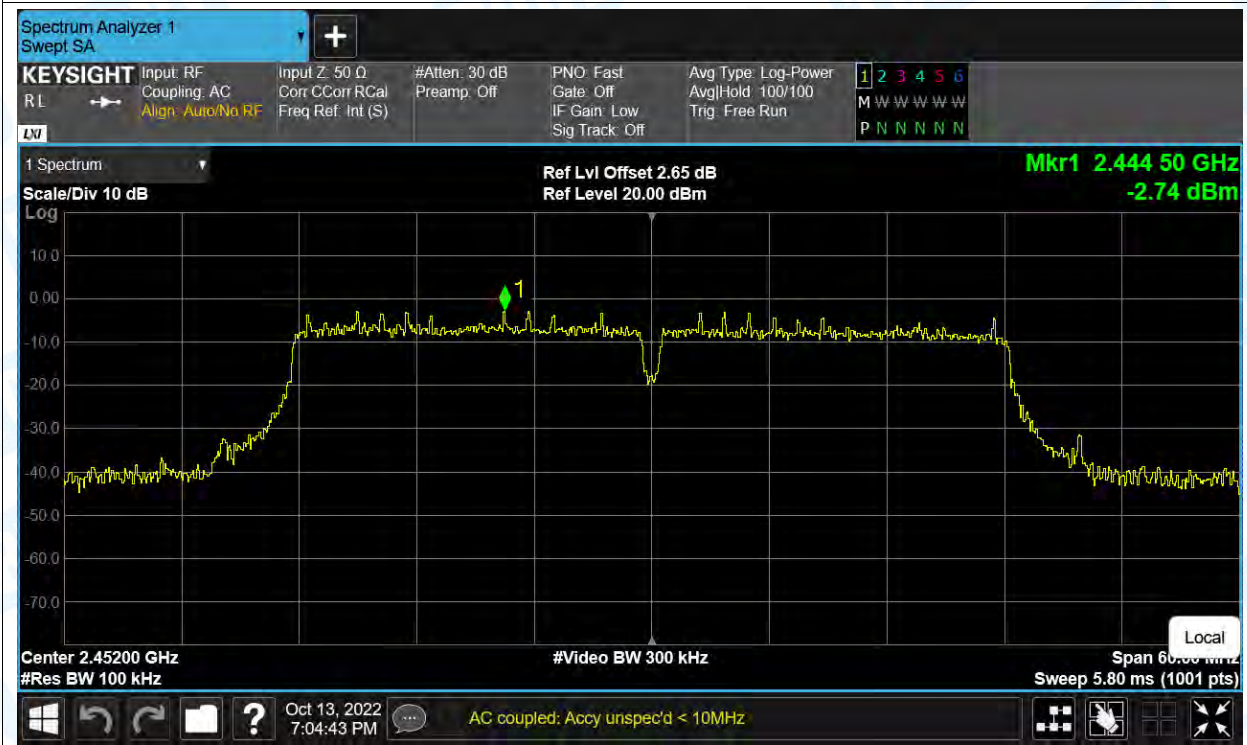 Spectrum Analyzer 1
Swept SA
+
KEYSIGHT
RL
LXI
Input: RF
Coupling: AC
Align: Auto/No RF
Input Z: 50 Ω
Corr CCorr RCal
Freq Ref: Int (S)
#Atten: 30 dB
Preamp: Off
PNO: Fast
Gate: Off
IF Gain: Low
Sig Track: Off
Avg Type: Log-Power
Avg|Hold: 100/100
Trig: Free Run
1 2 3 4 5 6
M W W W W W
P N N N N N
1 Spectrum
Scale/Div 10 dB
Log
Ref Lvl Offset 2.65 dB
Ref Level 20.00 dBm
Mkr1 2.444 50 GHz
-2.74 dBm
10.0
0.00
-10.0
-20.0
-30.0
-40.0
-50.0
-60.0
-70.0
1
Local
Center 2.45200 GHz
#Video BW 300 kHz
Span 60.00 MHz
#Res BW 100 kHz
Sweep 5.80 ms (1001 pts)
?
Oct 13, 2022
7:04:43 PM
AC coupled: Accy unspec'd < 10MHz